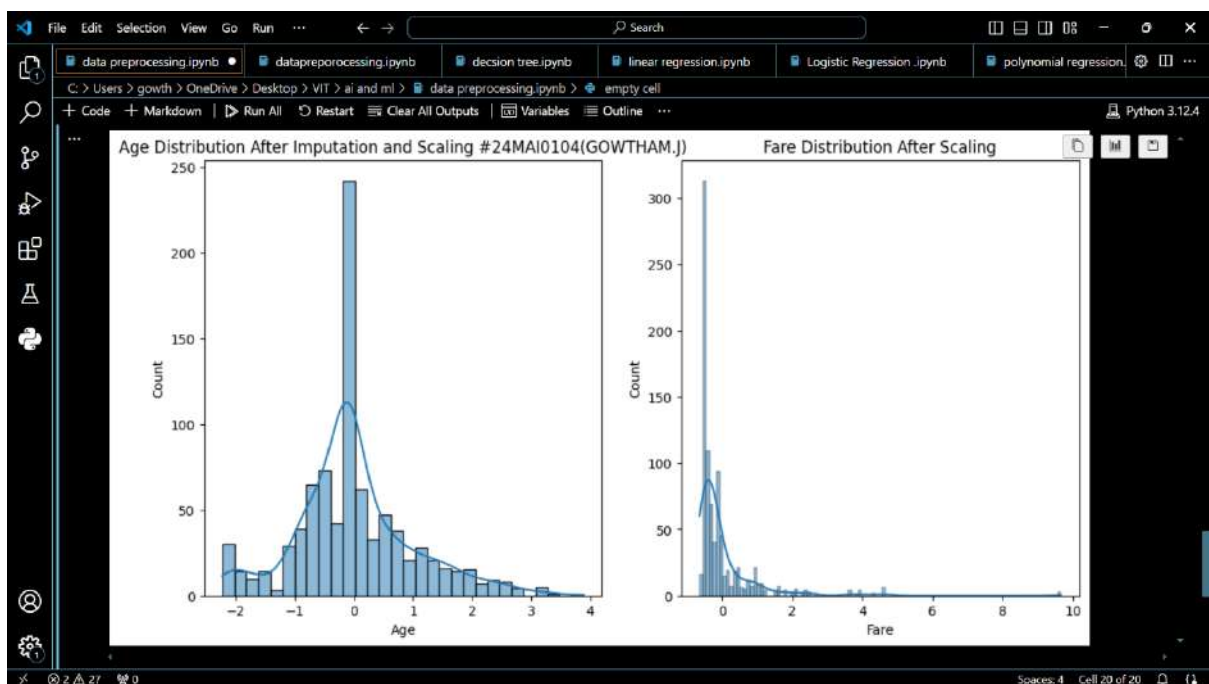 File Edit Selection View Go Run ··· Search
data preprocessing.ipynb datapreporocessing.ipynb decsion tree.ipynb linear regression.ipynb Logistic Regression .ipynb polynomial regression.
C: > Users > gowth > OneDrive > Desktop > VIT > ai and ml > data preprocessing.ipynb > empty cell
+ Code + Markdown | Run All Restart Clear All Outputs | Variables Outline ··· Python 3.12.4
Age Distribution After Imputation and Scaling #24MAI0104(GOWTHAM.J)
250
200
150
100
50
0
Count
−2 −1 0 1 2 3 4
Age
Fare Distribution After Scaling
300
250
200
150
100
50
0
Count
0 2 4 6 8 10
Fare
1
1
2 27 0 Spaces: 4 Cell 20 of 20